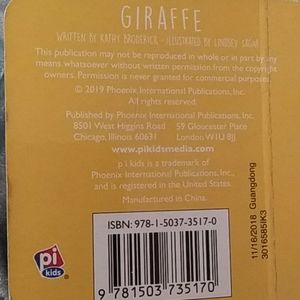 GIRAFFE
WRITTEN BY KATHY BRODERICK · ILLUSTRATED BY LINDSEY SAGAR
This publication may not be reproduced in whole or in part by any
means whatsoever without written permission from the copyright
owners. Permission is never granted for commercial purposes.
© 2019 Phoenix International Publications, Inc.
All rights reserved.
Published by Phoenix International Publications, Inc.
8501 West Higgins Road 59 Gloucester Place
Chicago, Illinois 60631 London W1U 8JJ
www.pikidsmedia.com
p i kids is a trademark of
Phoenix International Publications, Inc.,
and is registered in the United States.
Manufactured in China.
ISBN: 978-1-5037-3517-0
9 781503 735170
pi
kids
11/16/2018 Guangdong
3016585IK3